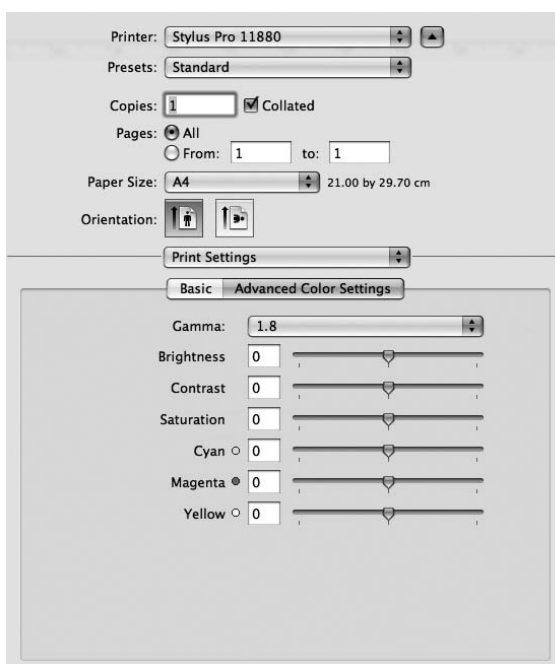 Printer: Stylus Pro 11880
Presets: Standard
Copies: 1 Collated
Pages: All
From: 1 to: 1
Paper Size: A4 21.00 by 29.70 cm
Orientation:
Print Settings
Basic Advanced Color Settings
Gamma: 1.8
Brightness 0
Contrast 0
Saturation 0
Cyan 0
Magenta 0
Yellow 0